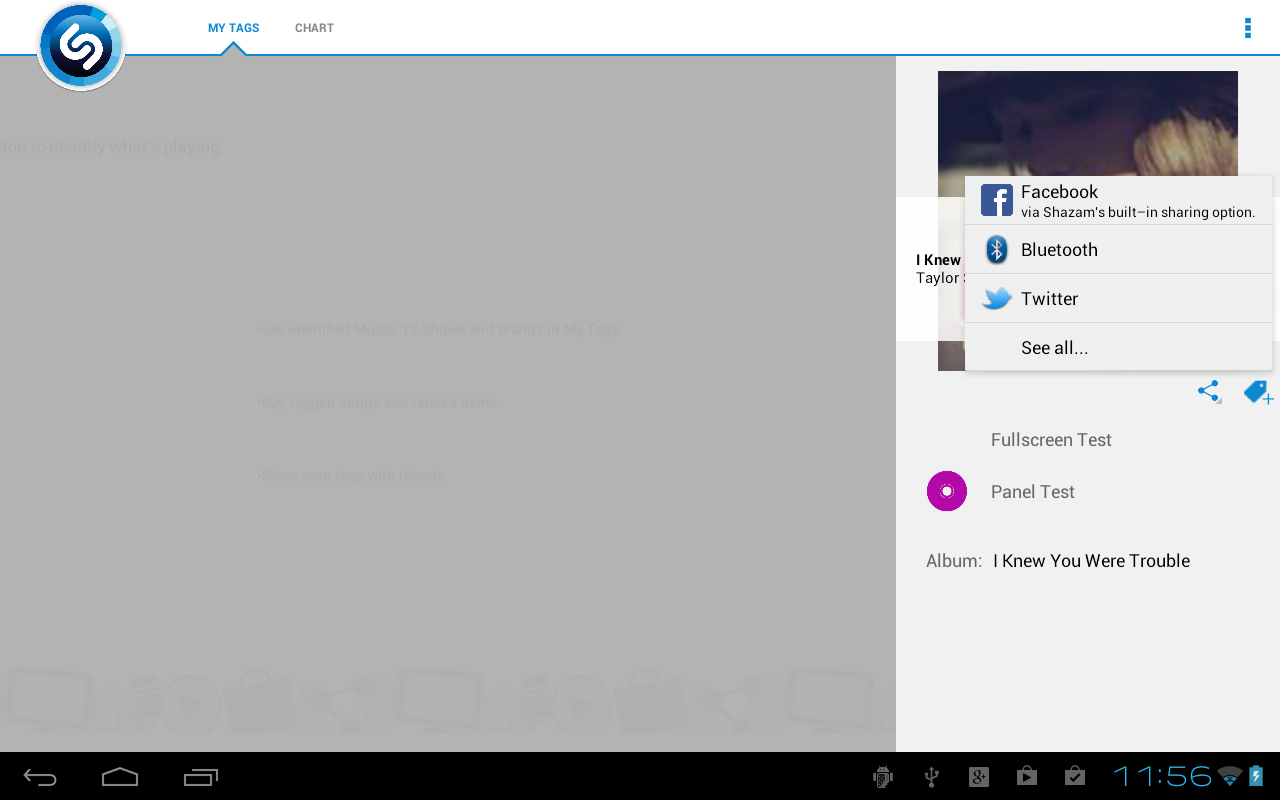 MY TAGS
CHART
ton to identify what's playing
•See identified Music, TV Shows and Brands in My Tags.
•Buy tagged songs and related items
•Share your tags with friends
I Knew
Taylor
Facebook
via Shazam's built-in sharing option.
Bluetooth
Twitter
See all...
Fullscreen Test
Panel Test
Album: I Knew You Were Trouble
11:56